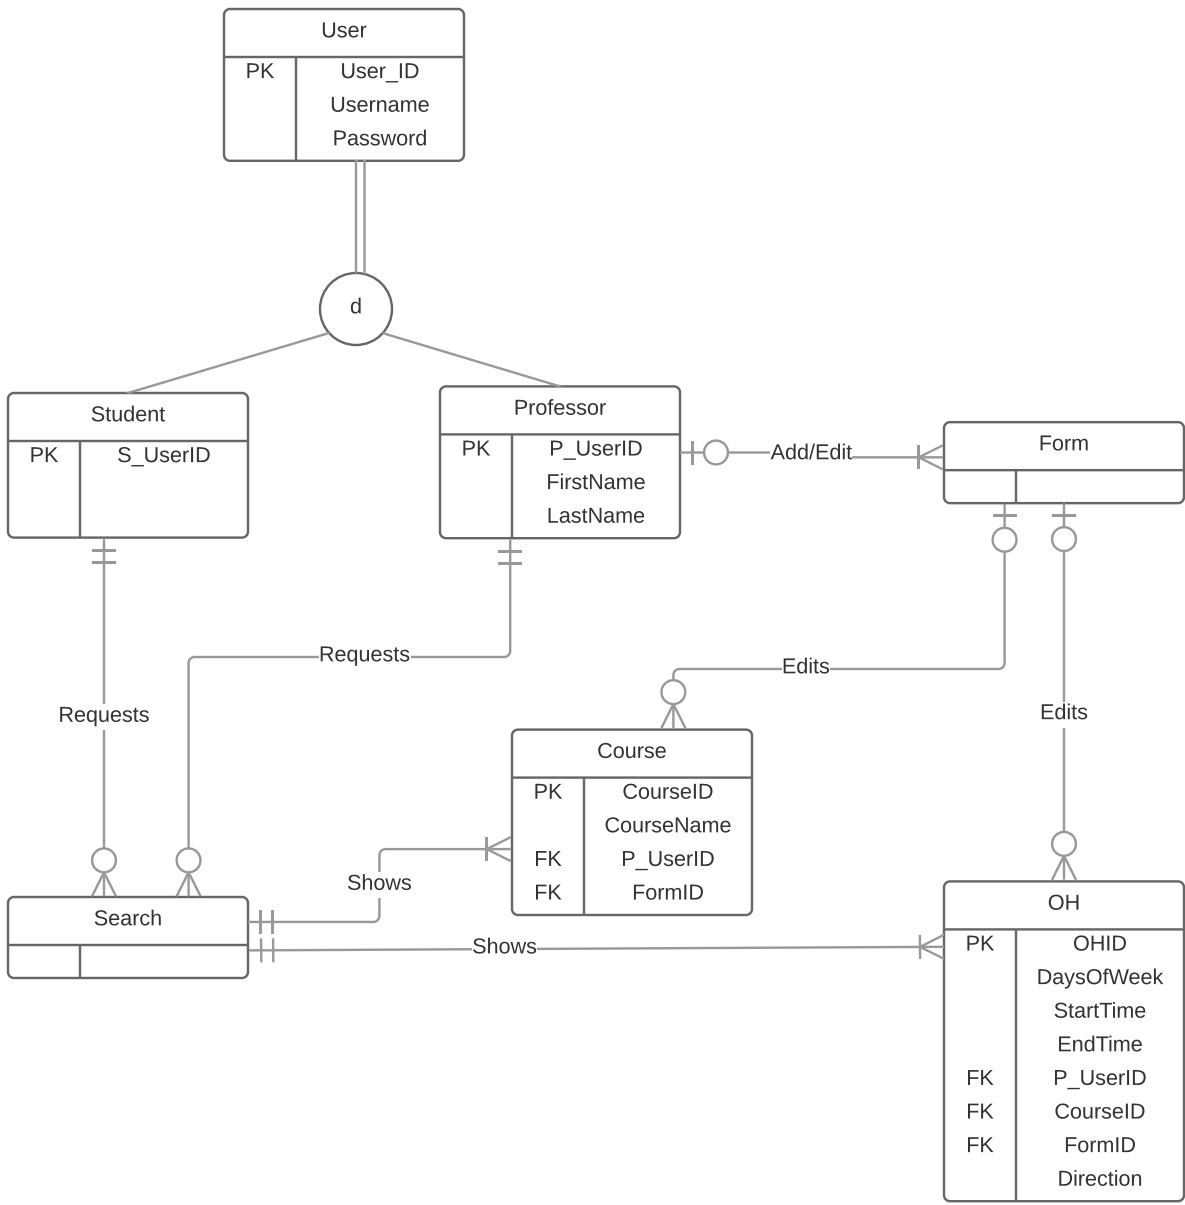 User
PK User_ID
Username
Password
d
Student
PK S_UserID
Professor
PK P_UserID
FirstName
LastName
Add/Edit
Form
Requests
Requests
Edits
Edits
Course
PK CourseID
CourseName
FK P_UserID
FK FormID
Shows
Search
Shows
OH
PK OHID
DaysOfWeek
StartTime
EndTime
FK P_UserID
FK CourseID
FK FormID
Direction